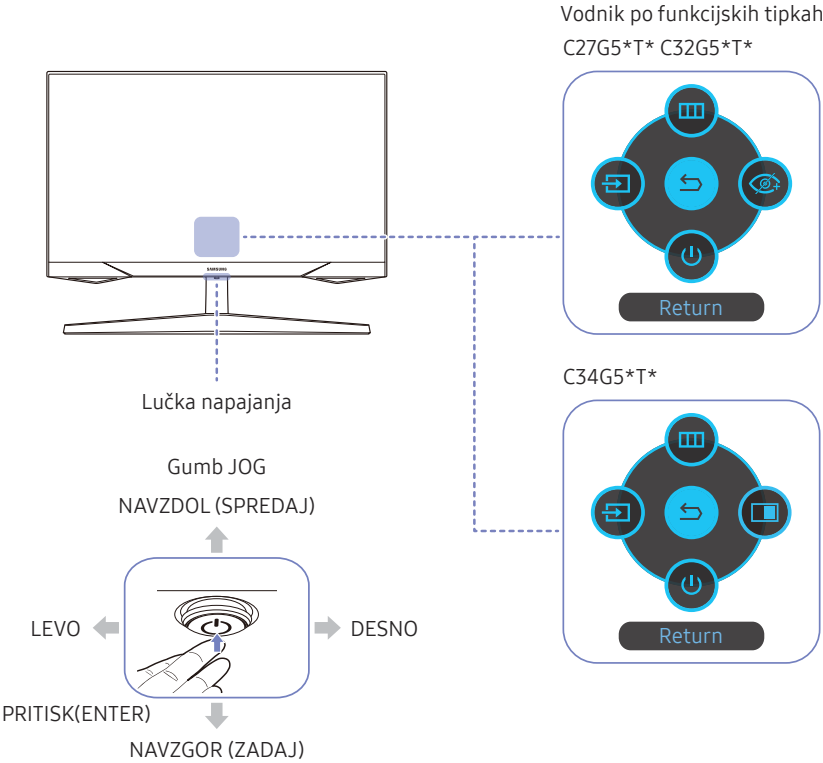 Vodnik po funkcijskih tipkah
C27G5*T* C32G5*T*
SAMSUNG
Return
Lučka napajanja
C34G5*T*
Return
Gumb JOG
NAVZDOL (SPREDAJ)
LEVO
DESNO
PRITISK(ENTER)
NAVZGOR (ZADAJ)